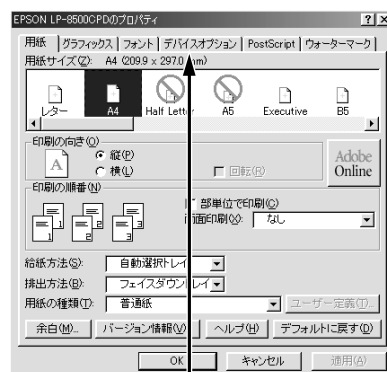 EPSON LP-8500CPDのプロパティ
用紙 グラフィックス フォント デバイスオプション PostScript ウォーターマーク
用紙サイズ(Z): A4 (209.9 x 297.0 mm)
レター A4 Half Letter A5 Executive B5
印刷の向き(O)
A 縦(P) Adobe Online
横(L) 回転(R)
印刷の順番(N)
部単位で印刷(C)
両面印刷(X): なし
1 1 2 2 3 3
給紙方法(S): 自動選択トレイ
排出方法(B): フェイスダウントレイ
用紙の種類(T): 普通紙 ユーザー定義(I)...
余白(M)... バージョン情報(V) ヘルプ(H) デフォルトに戻す(D)
OK キャンセル 適用(A)